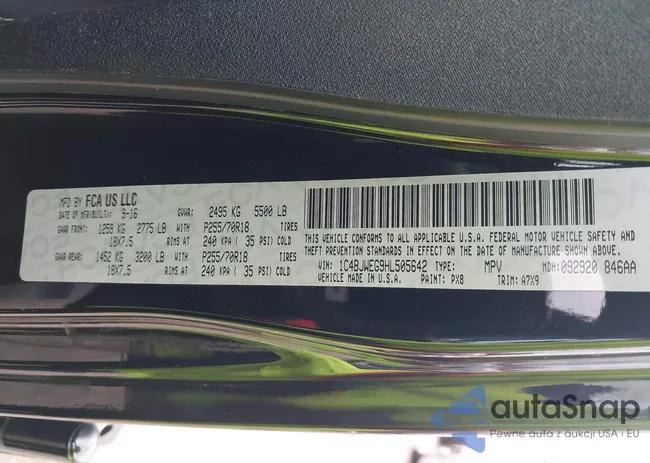 MFD BY FCA US LLC
DATE OF MFR/BUILT: 9-16 GVWR: 2495 KG 5500 LB
GAWR FRONT: 1259 KG 2775 LB WITH P255/70R18 TIRES
18X7.5 RIMS AT 240 KPA ( 35 PSI) COLD
GAWR REAR: 1452 KG 3200 LB WITH P255/70R18 TIRES
18X7.5 RIMS AT 240 KPA ( 35 PSI) COLD
THIS VEHICLE CONFORMS TO ALL APPLICABLE U.S.A. FEDERAL MOTOR VEHICLE SAFETY AND
THEFT PREVENTION STANDARDS IN EFFECT ON THE DATE OF MANUFACTURE SHOWN ABOVE.
VIN: 1C4BJWEG9HL505642 TYPE: MPV MDH: 092920 846AA
VEHICLE MADE IN U.S.A. PAINT: PX8 TRIM: A7X9
autaSnap
Pewne auta z aukcji USA i EU